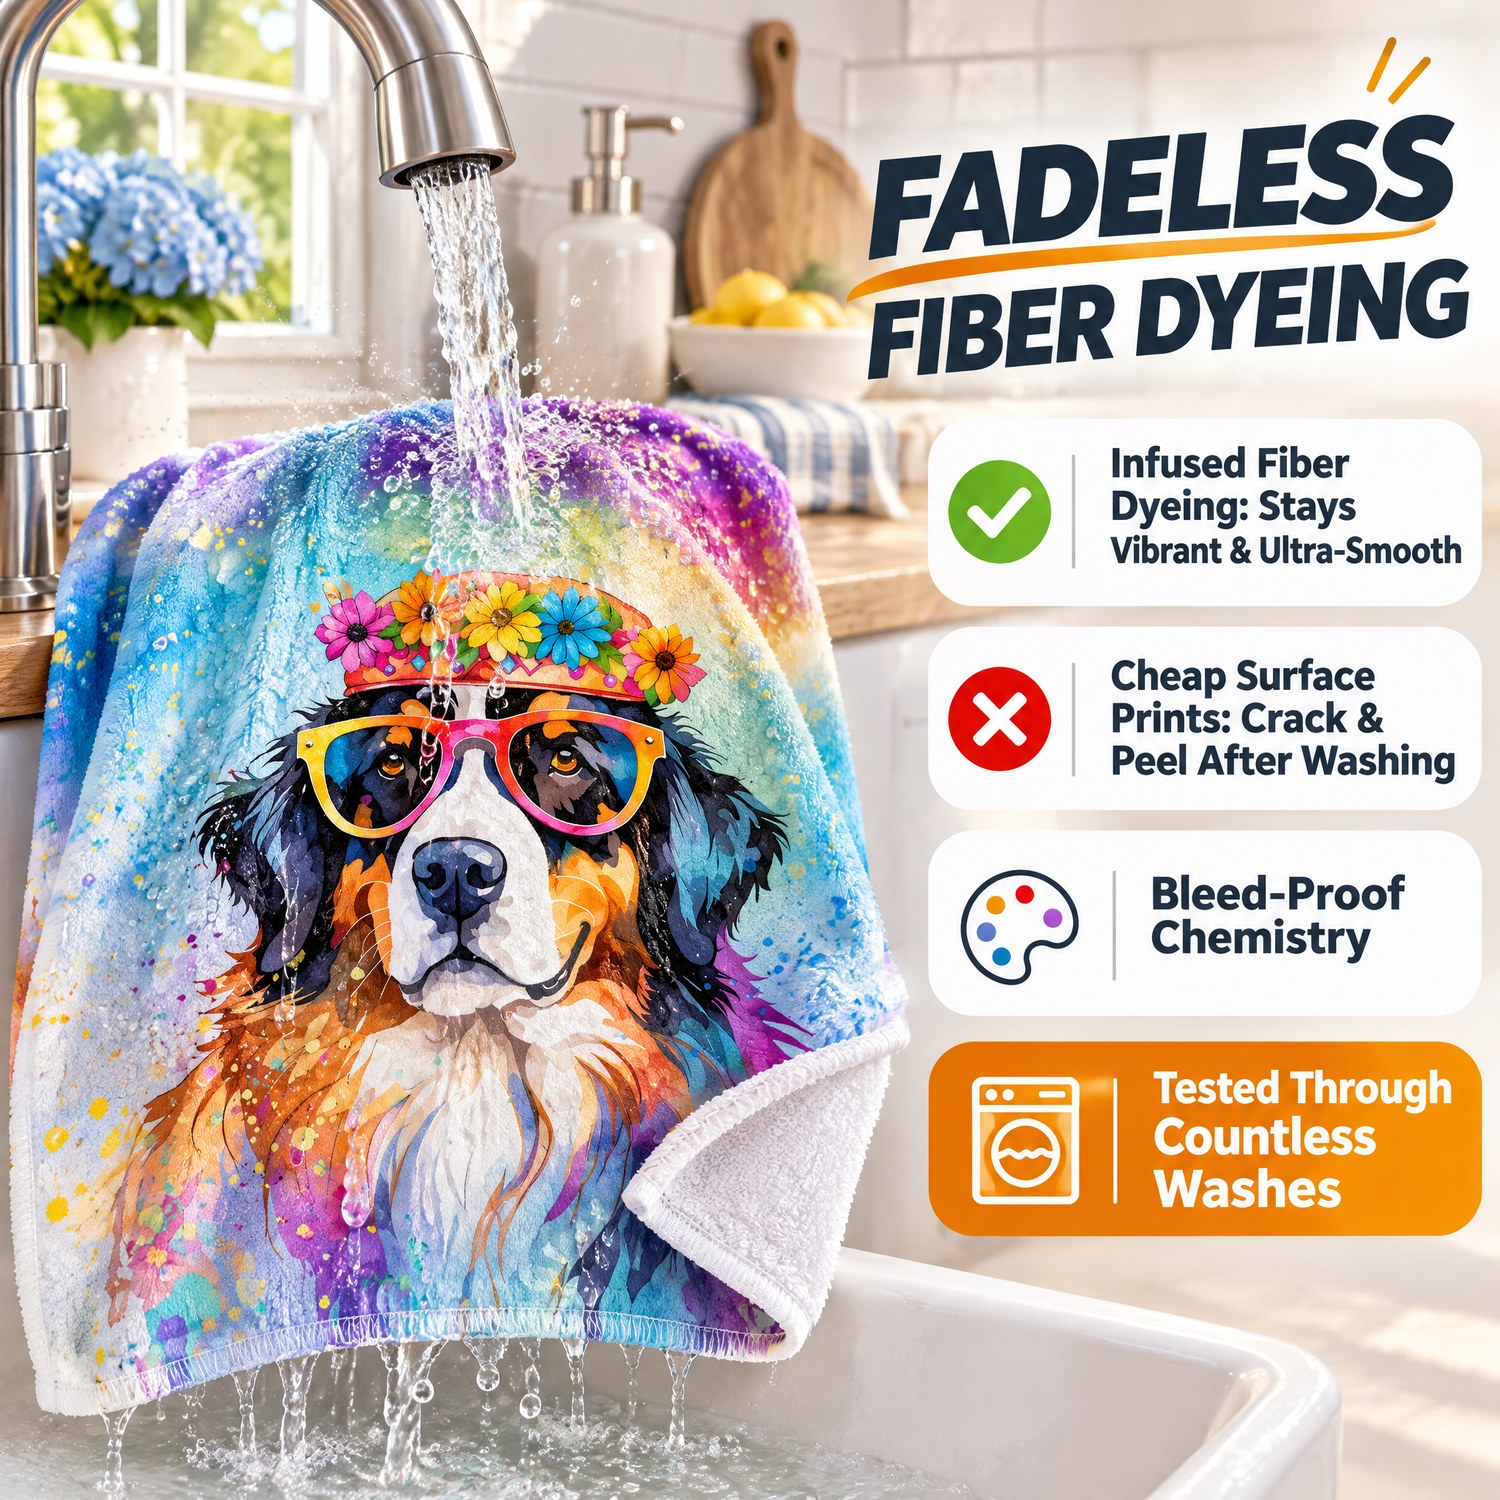 FADELESS
FIBER DYEING
Infused Fiber
Dyeing: Stays
Vibrant & Ultra-Smooth
Cheap Surface
Prints: Crack &
Peel After Washing
Bleed-Proof
Chemistry
Tested Through
Countless
Washes